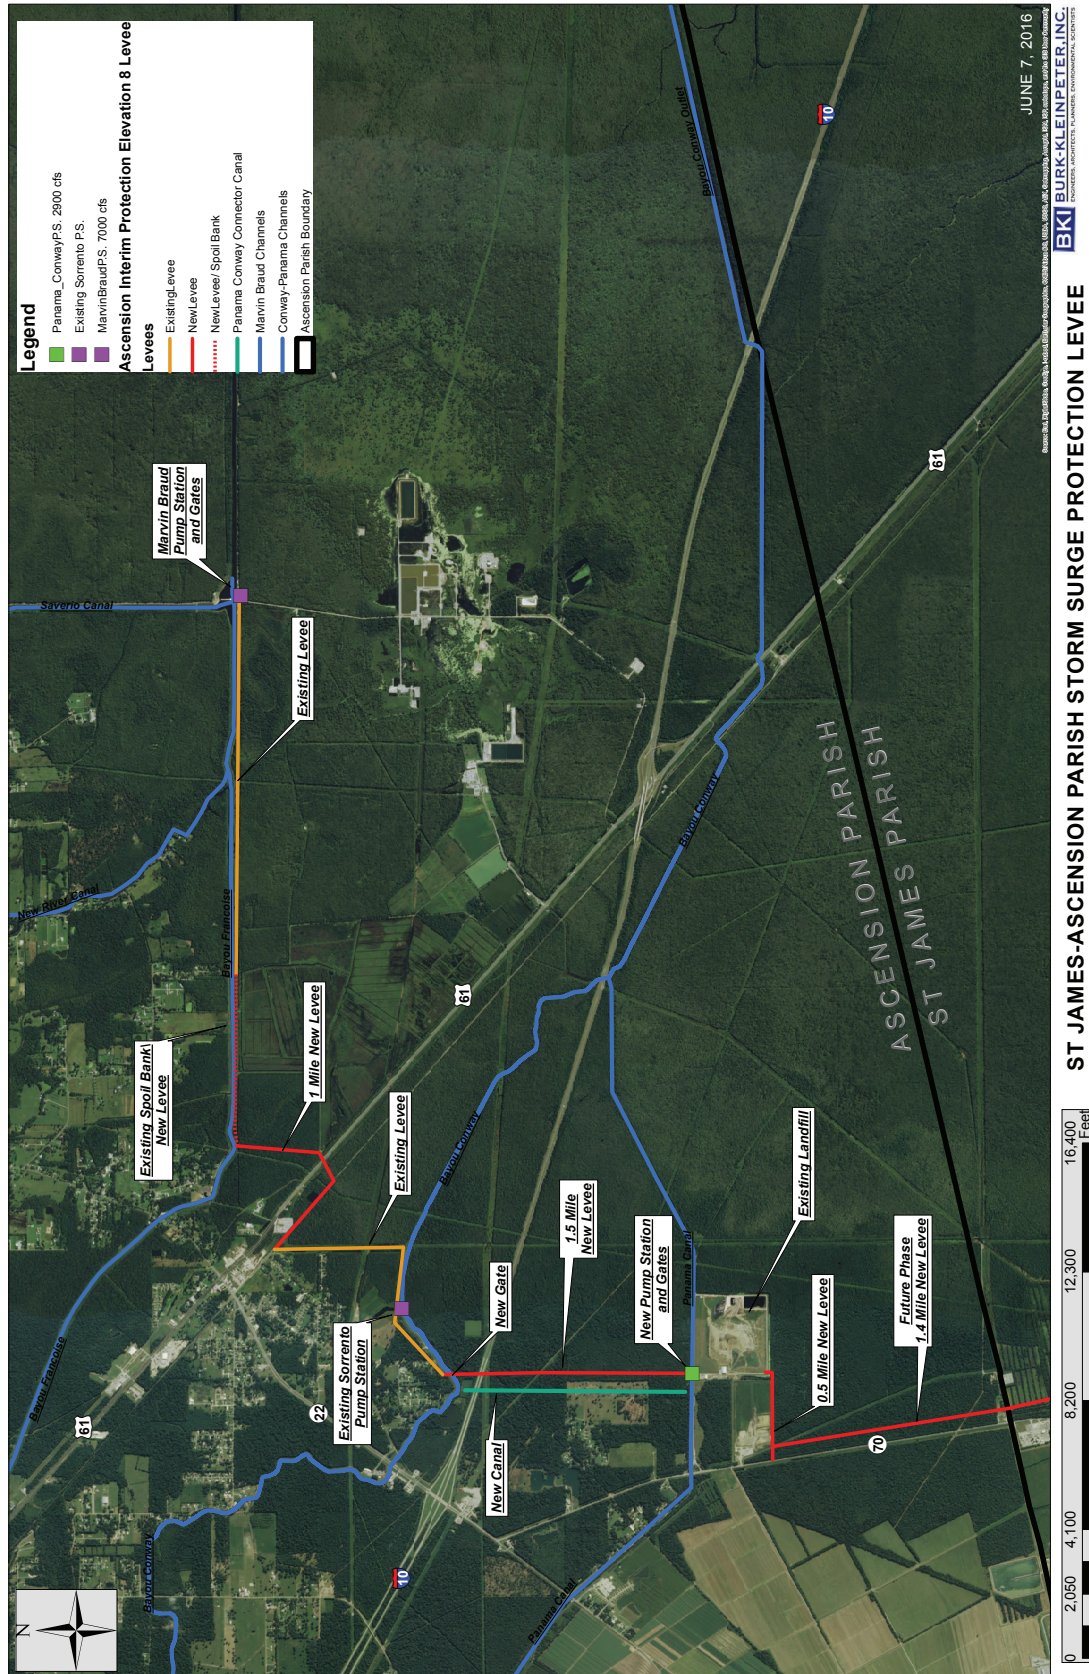 Legend
Panama_ConwayP.S. 2900 cfs
Existing Sorrento P.S.
MarvinBraudP.S. 7000 cfs
Ascension Interim Protection Elevation 8 Levee
Levees
ExistingLevee
NewLevee
NewLevee/ Spoil Bank
Panama Conway Connector Canal
Marvin Braud Channels
Conway-Panama Channels
Ascension Parish Boundary
N
Bayou Conway
Bayou Francoise
61
22
10
Existing Spoil Bank\
New Levee
Bayou Francoise
New River Canal
Saverio Canal
Marvin Braud
Pump Station
and Gates
Existing Levee
1 Mile New Levee
61
Existing Levee
Existing Sorrento
Pump Station
Bayou Conway
New Gate
New Canal
1.5 Mile
New Levee
Bayou Conway
Bayou Conway Outlet
10
61
Panama Canal
New Pump Station
and Gates
Panama Canal
Existing Landfill
0.5 Mile New Levee
70
Future Phase
1.4 Mile New Levee
ASCENSION PARISH
ST JAMES PARISH
JUNE 7, 2016
0 2,050 4,100 8,200 12,300 16,400
Feet
ST JAMES-ASCENSION PARISH STORM SURGE PROTECTION LEVEE
BKI BURK-KLEINPETER, INC.
ENGINEERS, ARCHITECTS, PLANNERS, ENVIRONMENTAL SCIENTISTS